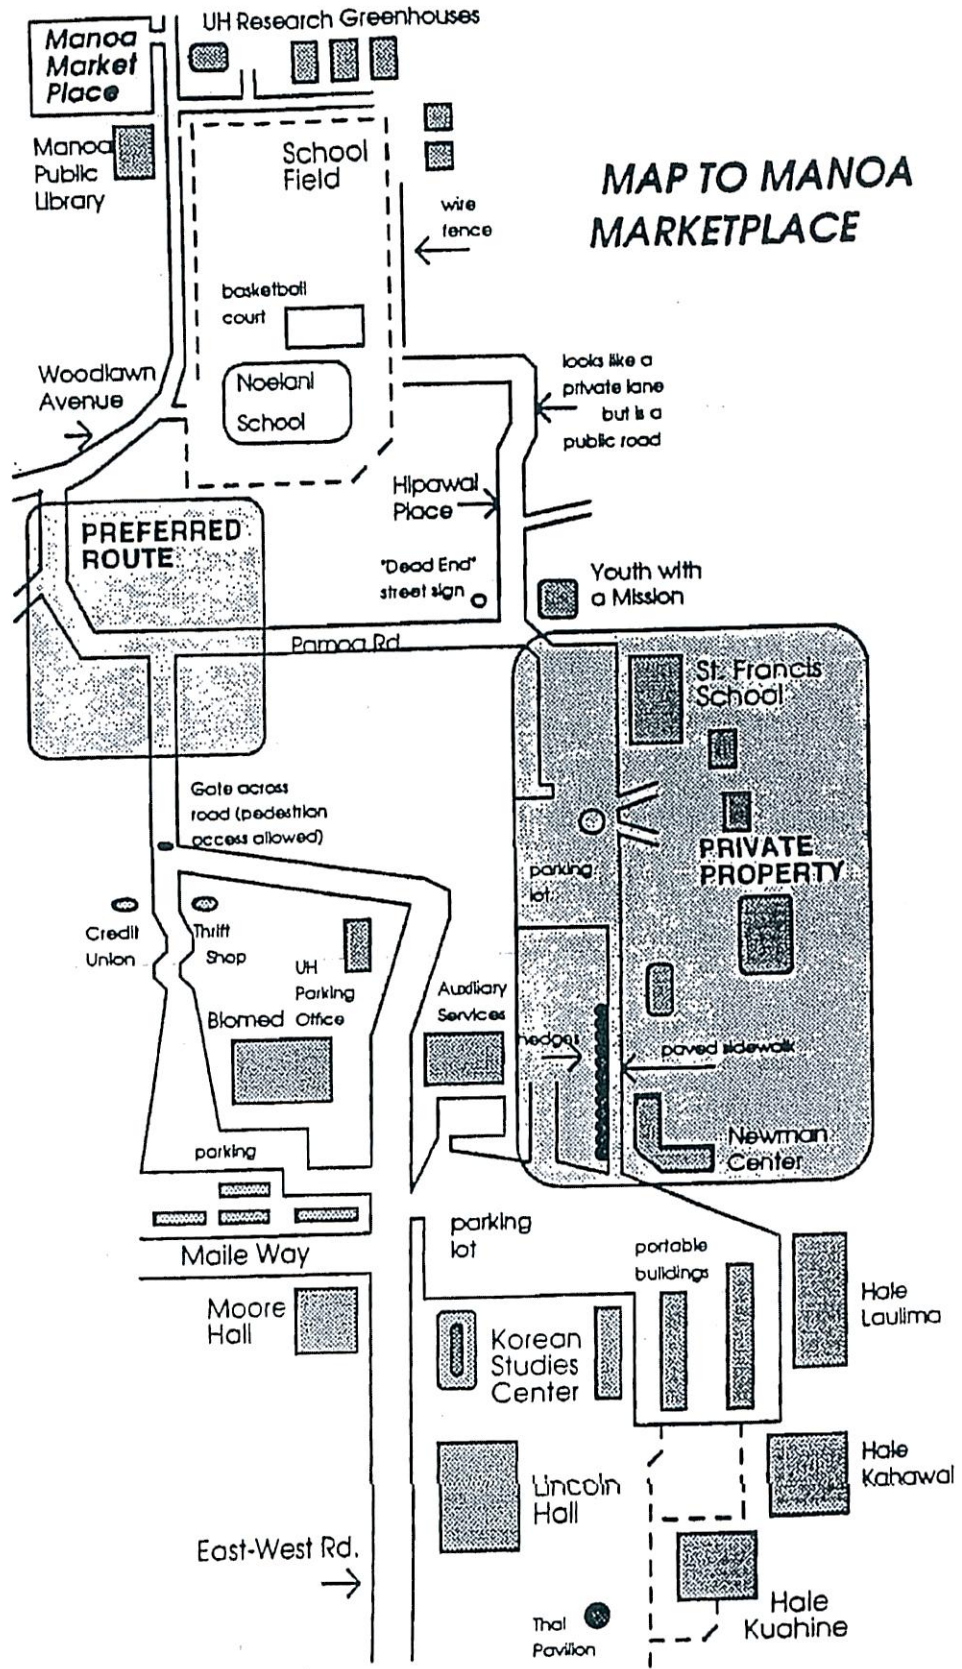 UH Research Greenhouses
Manoa
Market
Place
Manoa
Public
Library
School
Field
MAP TO MANOA
MARKETPLACE
wire
fence
basketball
court
Woodlawn
Avenue
Noelani
School
looks like a
private lane
but is a
public road
Hipawai
Place
PREFERRED
ROUTE
"Dead End"
street sign
Youth with
a Mission
Pamoa Rd.
St. Francis
School
Gate across
road (pedestrian
access allowed)
PRIVATE
PROPERTY
parking
lot
Credit
Union
Thrift
Shop
UH
Parking
Office
Biomed
Auxiliary
Services
hedges
paved sidewalk
Newman
Center
parking
parking
lot
Maile Way
portable
buildings
Moore
Hall
Hale
Laulima
Korean
Studies
Center
Hale
Kahawai
Lincoln
Hall
East-West Rd.
Hale
Kuahine
Thai
Pavilion